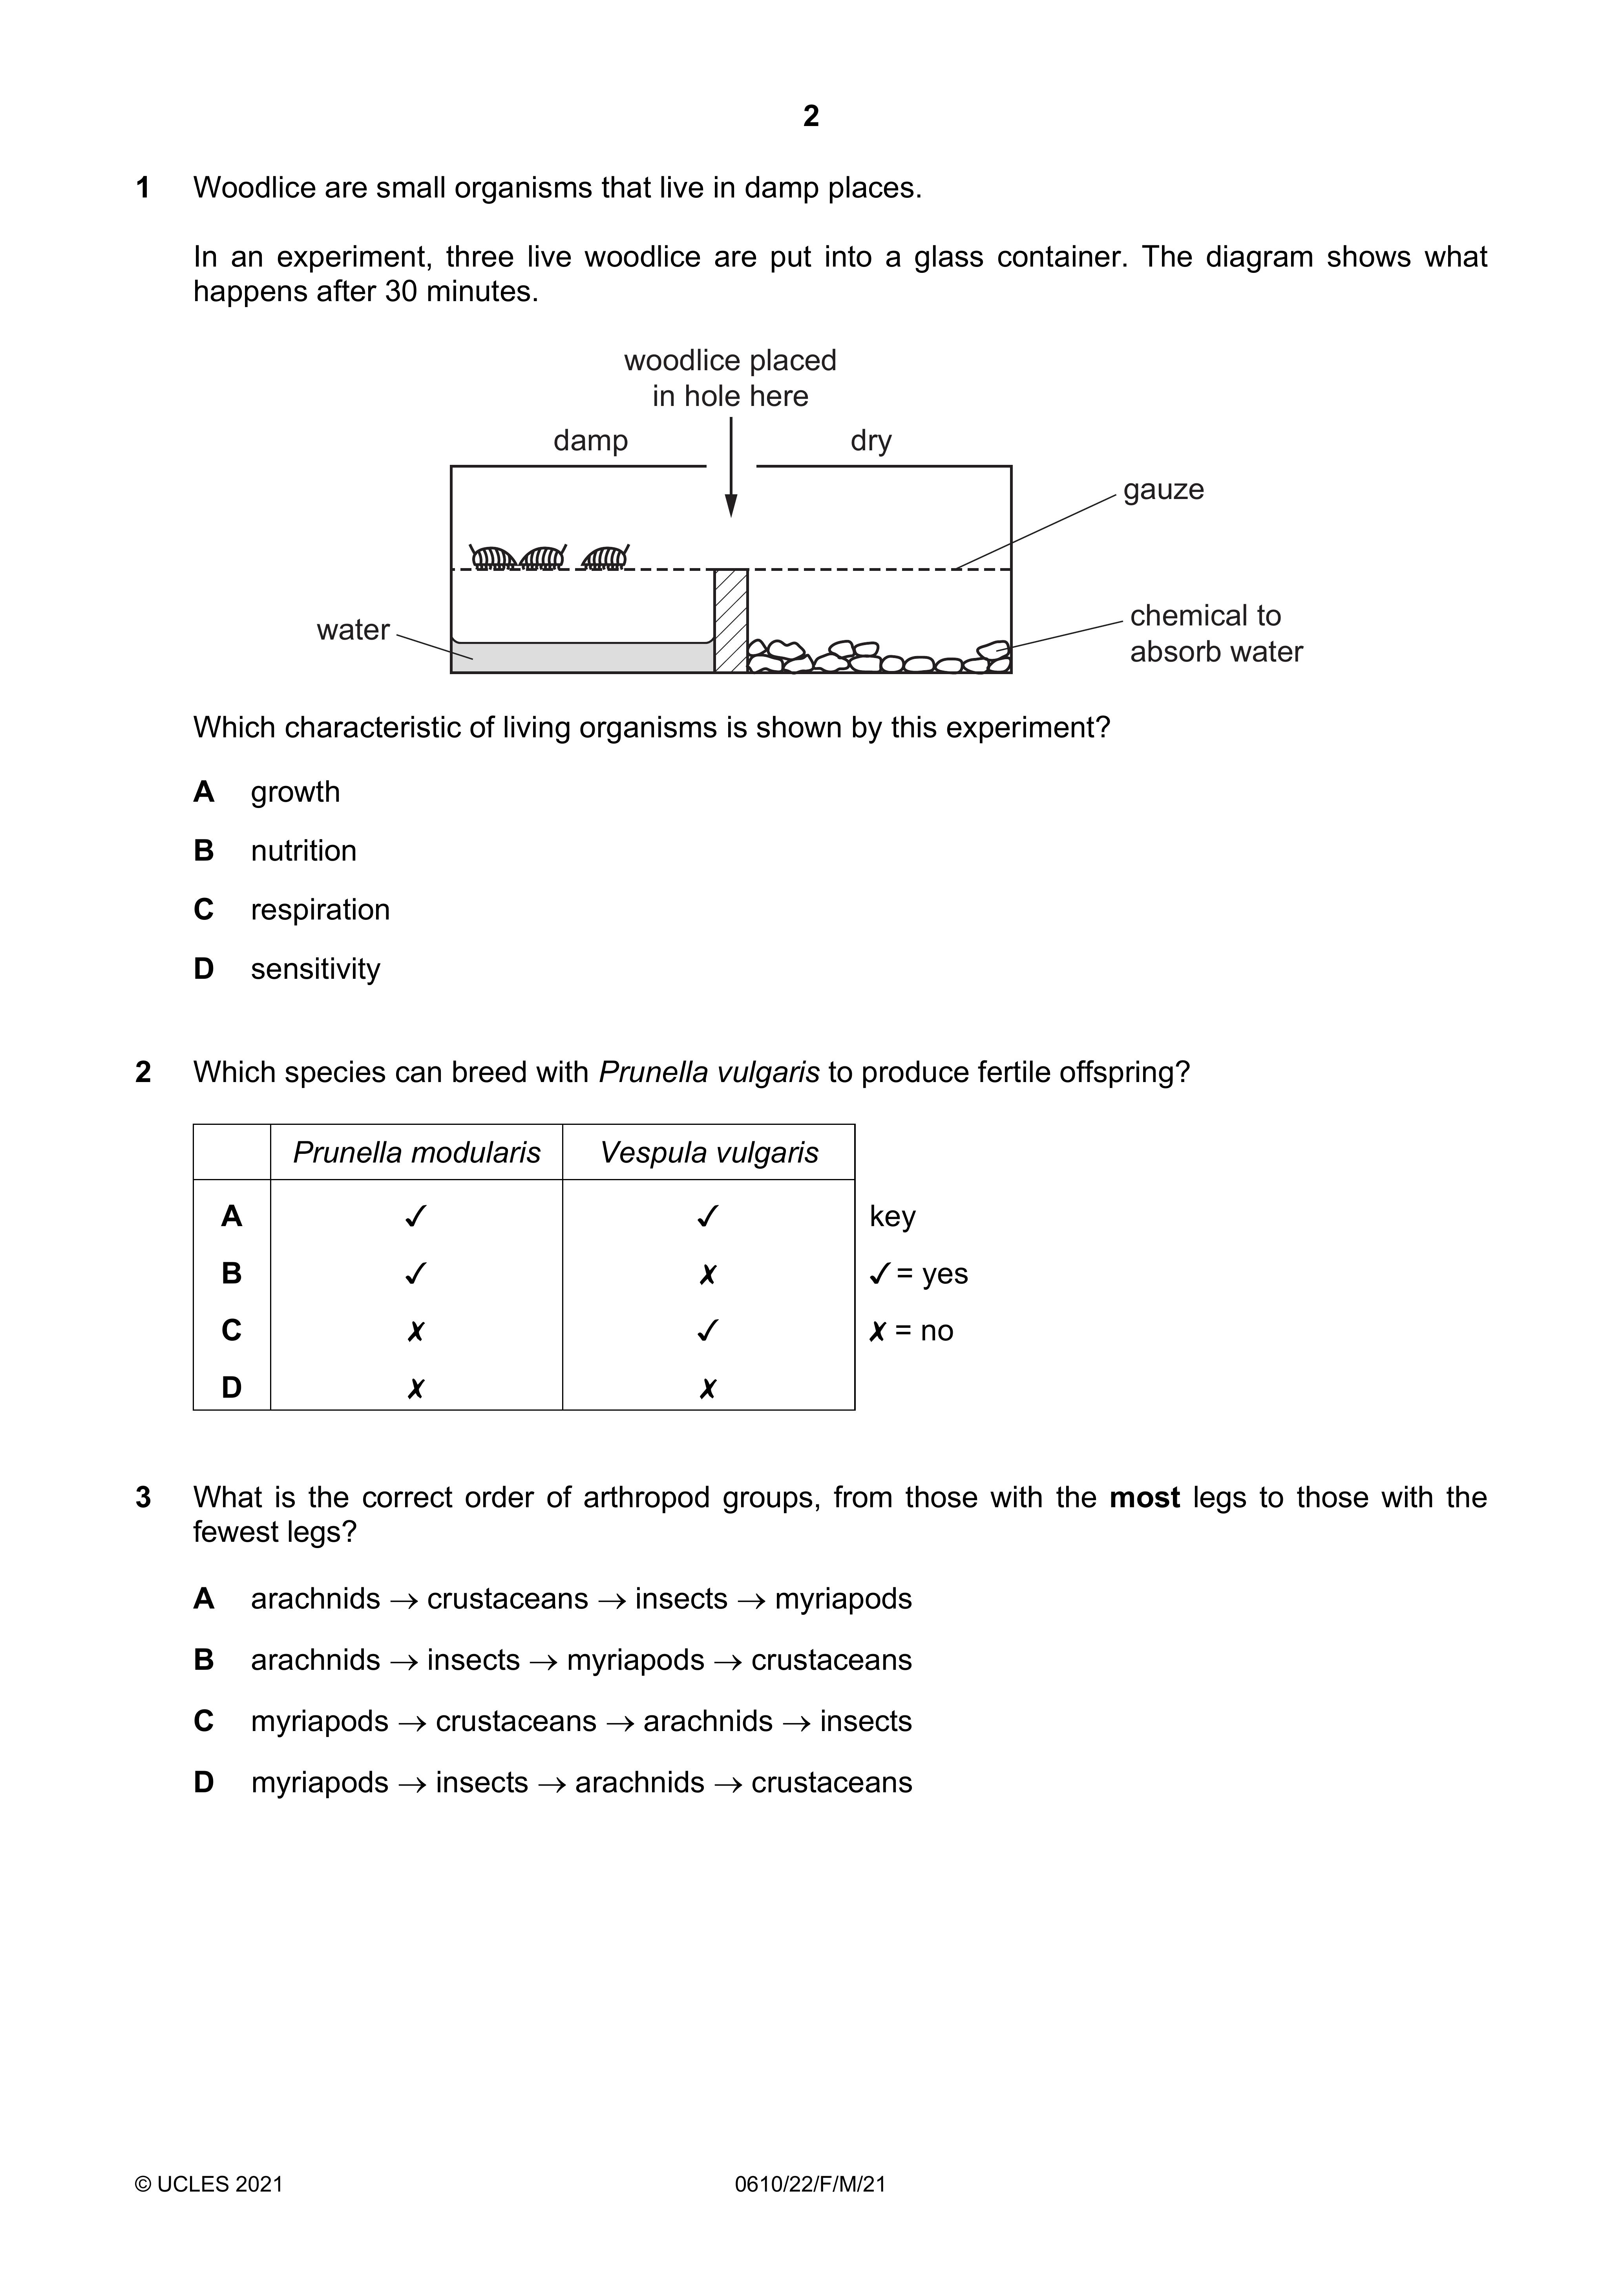 2
1 Woodlice are small organisms that live in damp places.
In an experiment, three live woodlice are put into a glass container. The diagram shows what
happens after 30 minutes.
woodlice placed
in hole here
damp
dry
gauze
water
chemical to
absorb water
Which characteristic of living organisms is shown by this experiment?
A growth
B nutrition
C respiration
D sensitivity
2 Which species can breed with Prunella vulgaris to produce fertile offspring?
Prunella modularis Vespula vulgaris
A ✓ ✓ key
B ✓ ✗ ✓ = yes
C ✗ ✓ ✗ = no
D ✗ ✗
3 What is the correct order of arthropod groups, from those with the most legs to those with the
fewest legs?
A arachnids → crustaceans → insects → myriapods
B arachnids → insects → myriapods → crustaceans
C myriapods → crustaceans → arachnids → insects
D myriapods → insects → arachnids → crustaceans
© UCLES 2021 0610/22/F/M/21